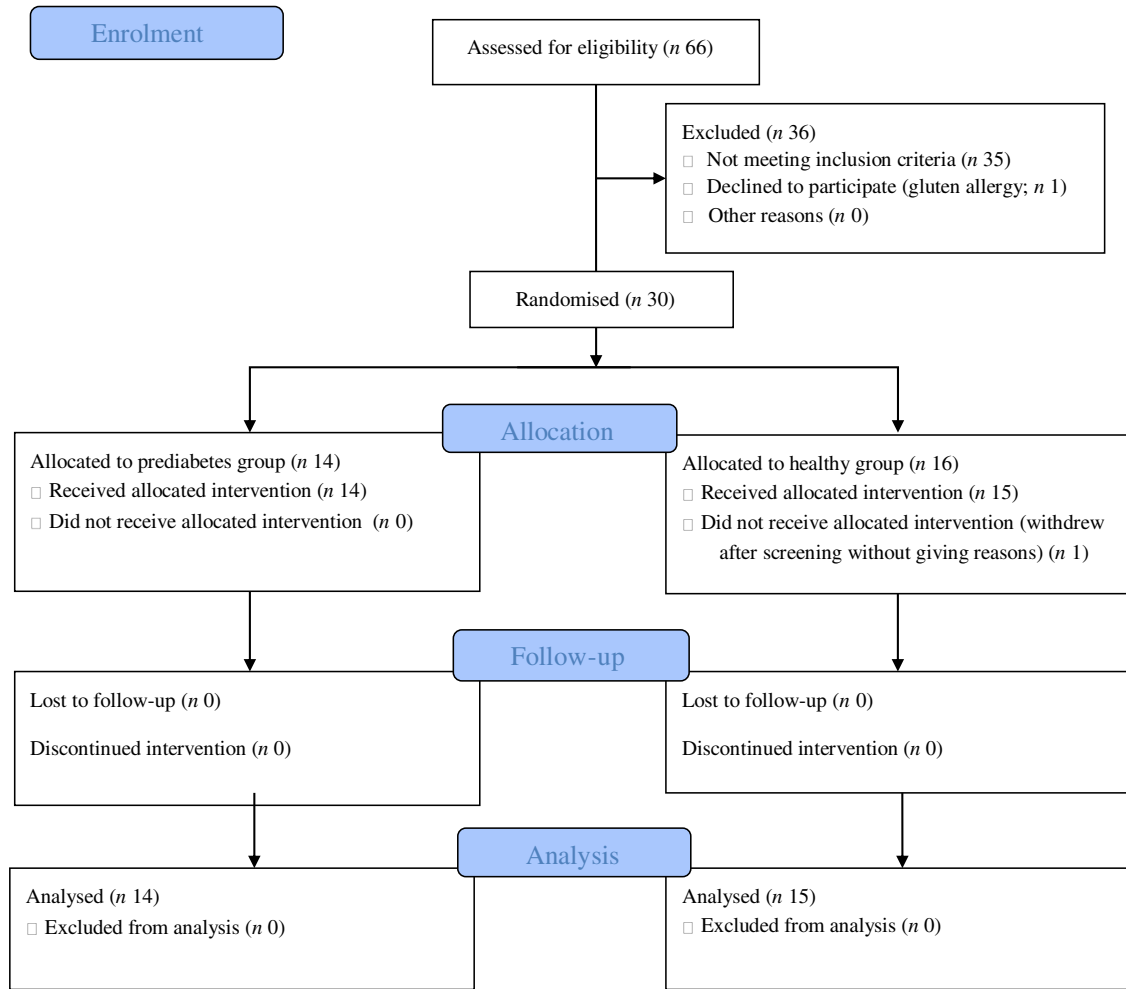 Enrolment
Assessed for eligibility (n 66)
Excluded (n 36)
□ Not meeting inclusion criteria (n 35)
□ Declined to participate (gluten allergy; n 1)
□ Other reasons (n 0)
Randomised (n 30)
Allocation
Allocated to prediabetes group (n 14)
□ Received allocated intervention (n 14)
□ Did not receive allocated intervention (n 0)
Allocated to healthy group (n 16)
□ Received allocated intervention (n 15)
□ Did not receive allocated intervention (withdrew
after screening without giving reasons) (n 1)
Follow-up
Lost to follow-up (n 0)
Discontinued intervention (n 0)
Lost to follow-up (n 0)
Discontinued intervention (n 0)
Analysis
Analysed (n 14)
□ Excluded from analysis (n 0)
Analysed (n 15)
□ Excluded from analysis (n 0)